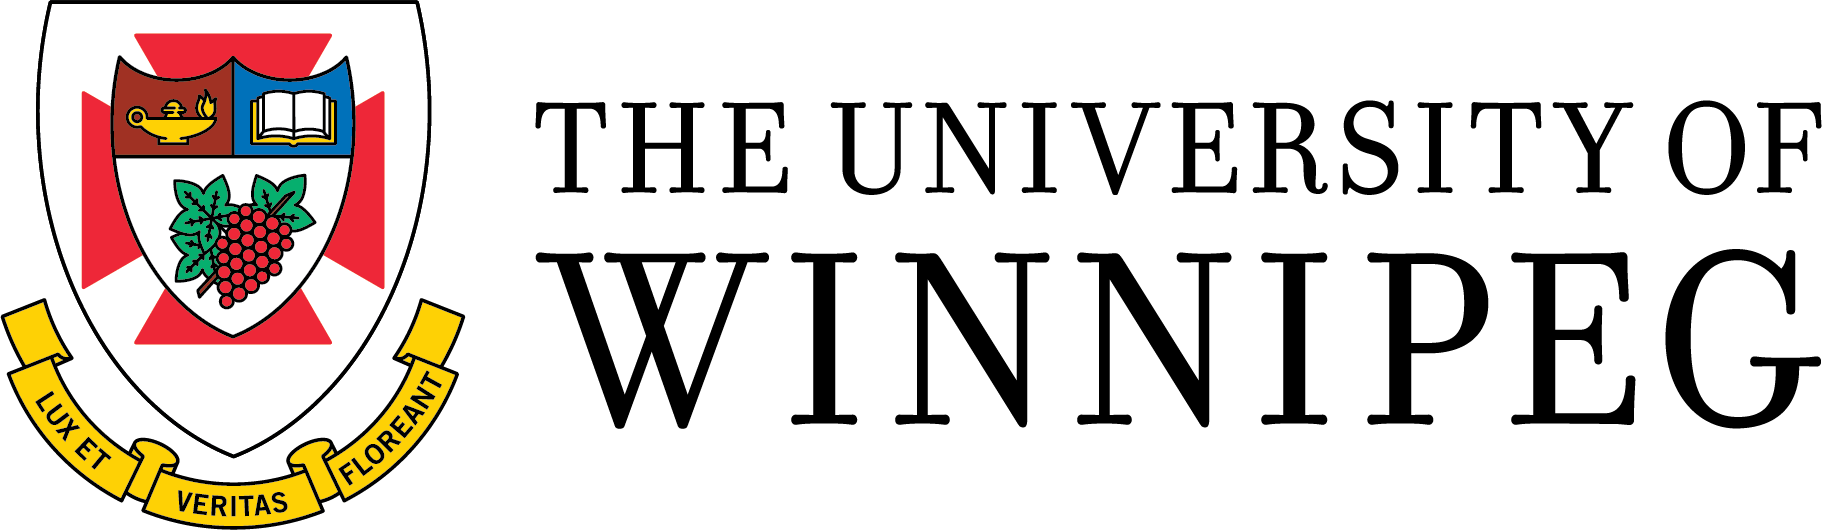 THE UNIVERSITY OF
WINNIPEG
LUX ET
VERITAS
FLOREANT